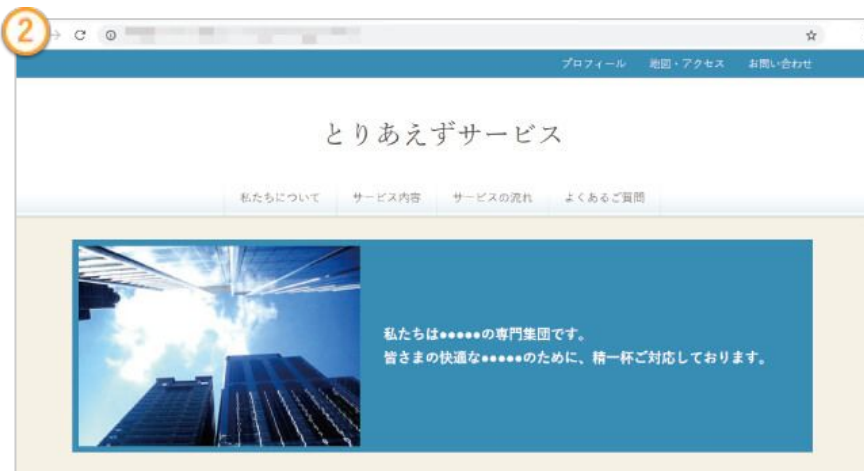 2
プロフィール 地図・アクセス お問い合わせ
とりあえずサービス
私たちについて サービス内容 サービスの流れ よくあるご質問
私たちは●●●●●の専門集団です。
皆さまの快適な●●●●●のために、精一杯ご対応しております。